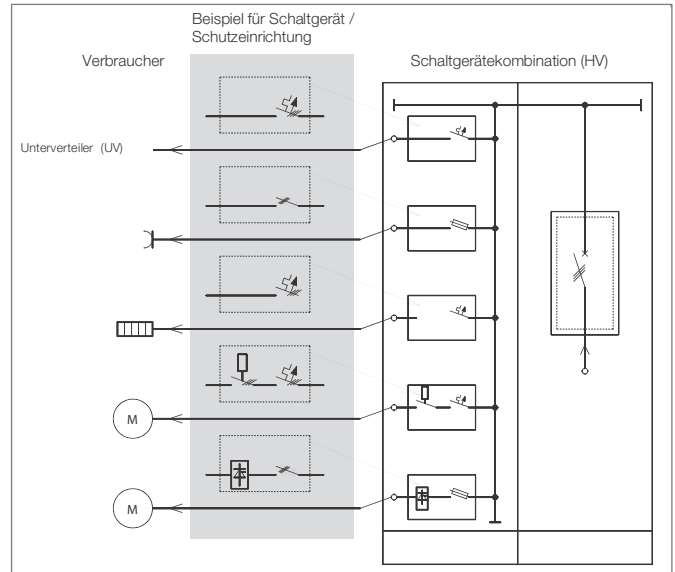 Beispiel für Schaltgerät /
Schutzeinrichtung
Verbraucher
Schaltgerätekombination (HV)
Unterverteiler (UV)
M
M